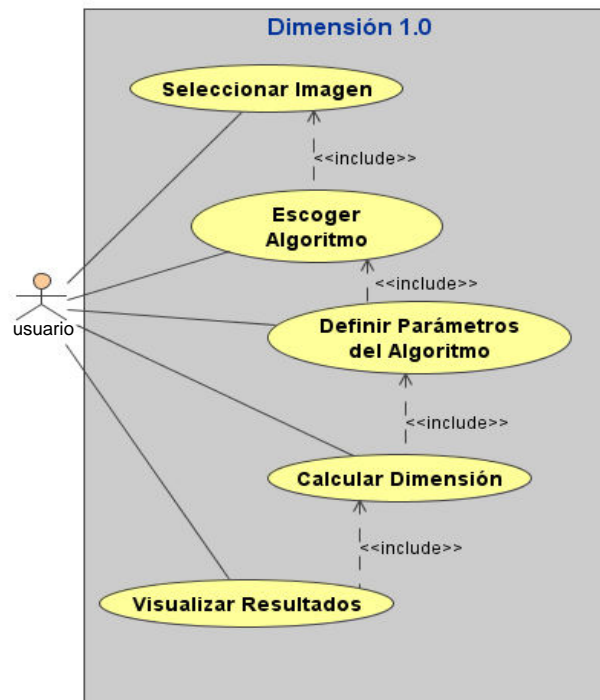 Dimensión 1.0
Seleccionar Imagen
<<include>>
Escoger
Algoritmo
<<include>>
usuario
Definir Parámetros
del Algoritmo
<<include>>
Calcular Dimensión
<<include>>
Visualizar Resultados